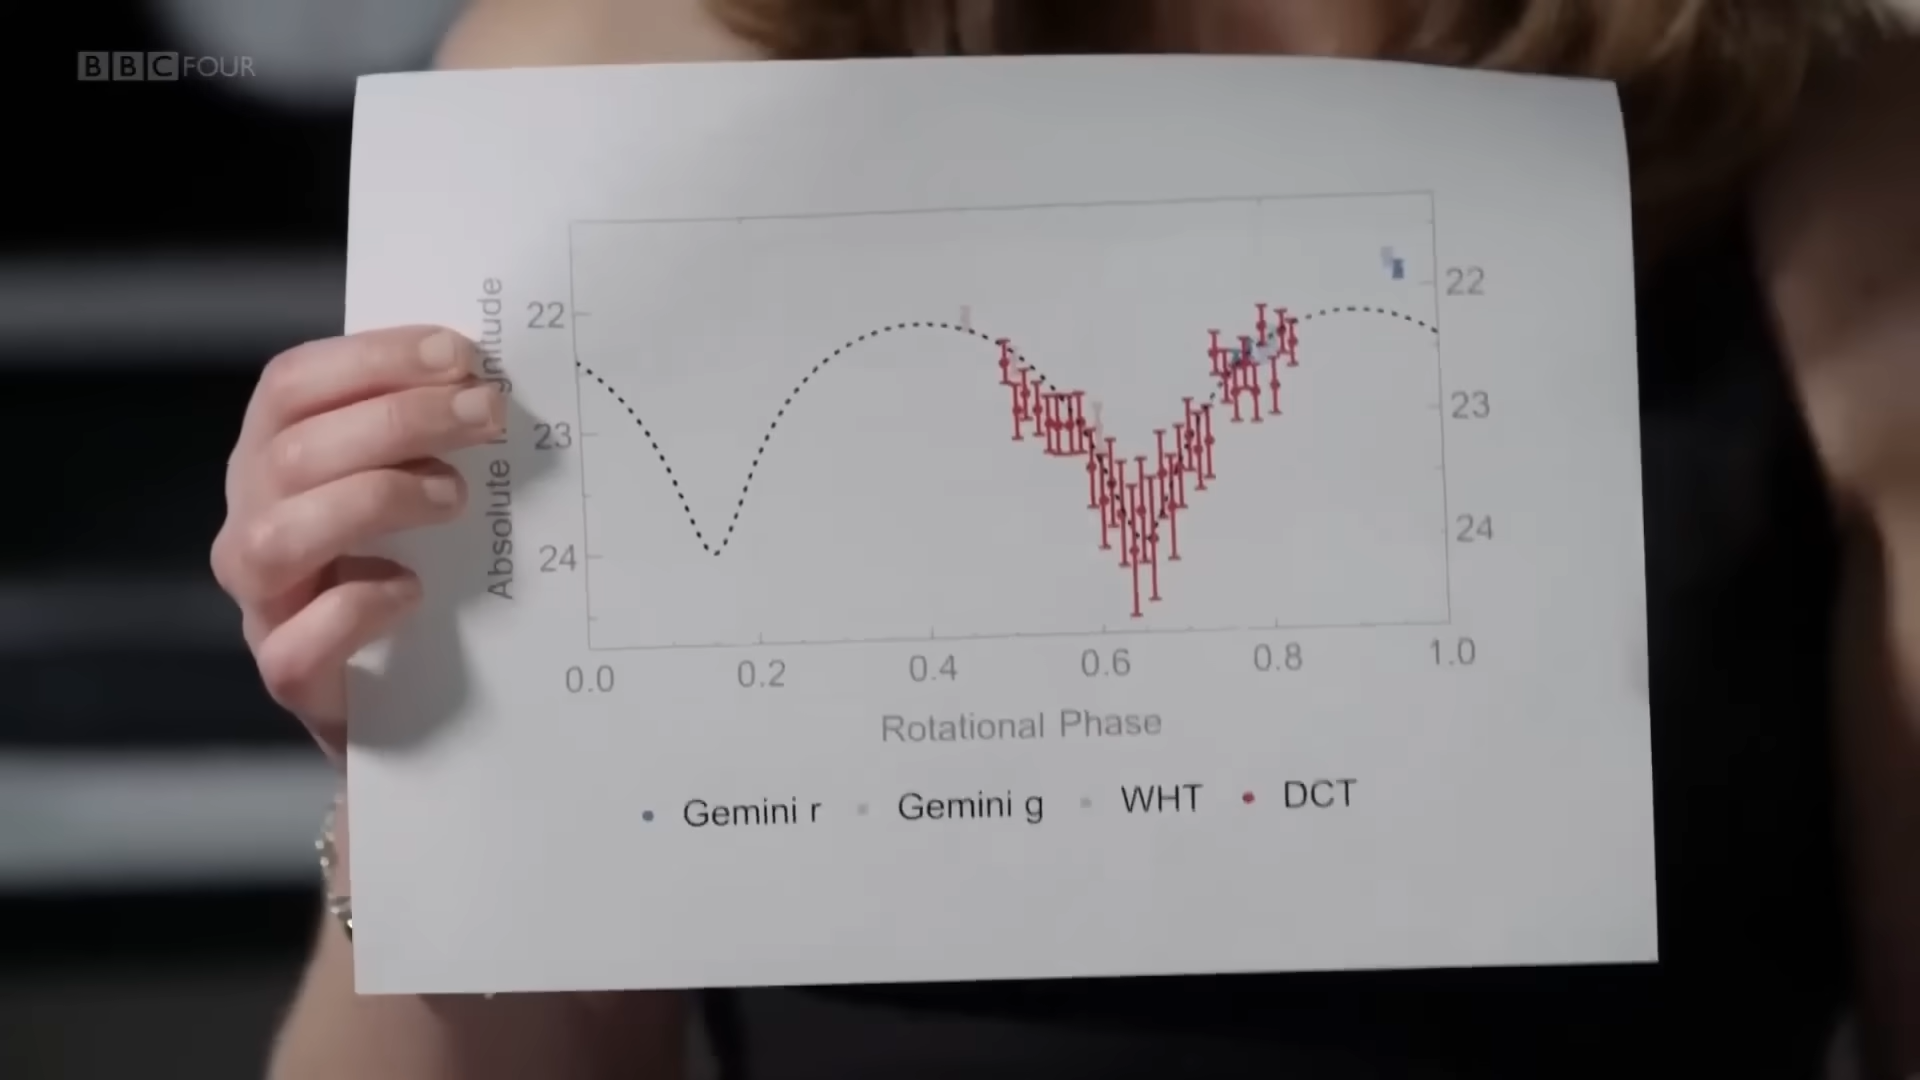 BBC FOUR
Absolute
22
23
24
22
23
24
0.0 0.2 0.4 0.6 0.8 1.0
Rotational Phase
Gemini r Gemini g WHT DCT